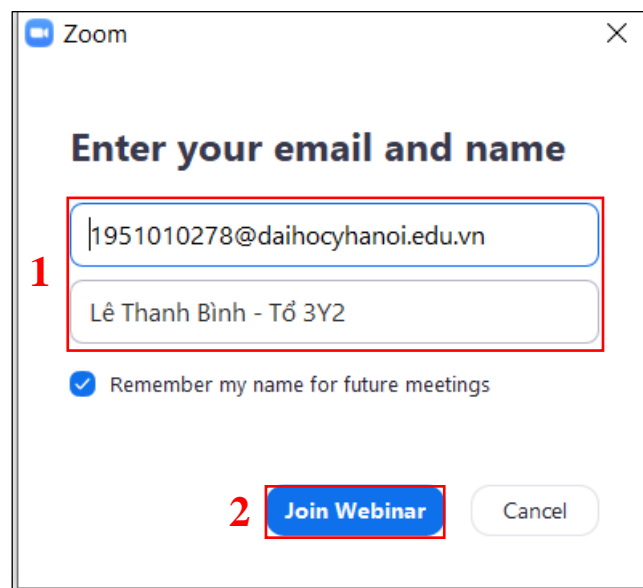 Zoom
Enter your email and name
1
1951010278@daihocyhanoi.edu.vn
Lê Thanh Bình - Tổ 3Y2
Remember my name for future meetings
2 Join Webinar Cancel